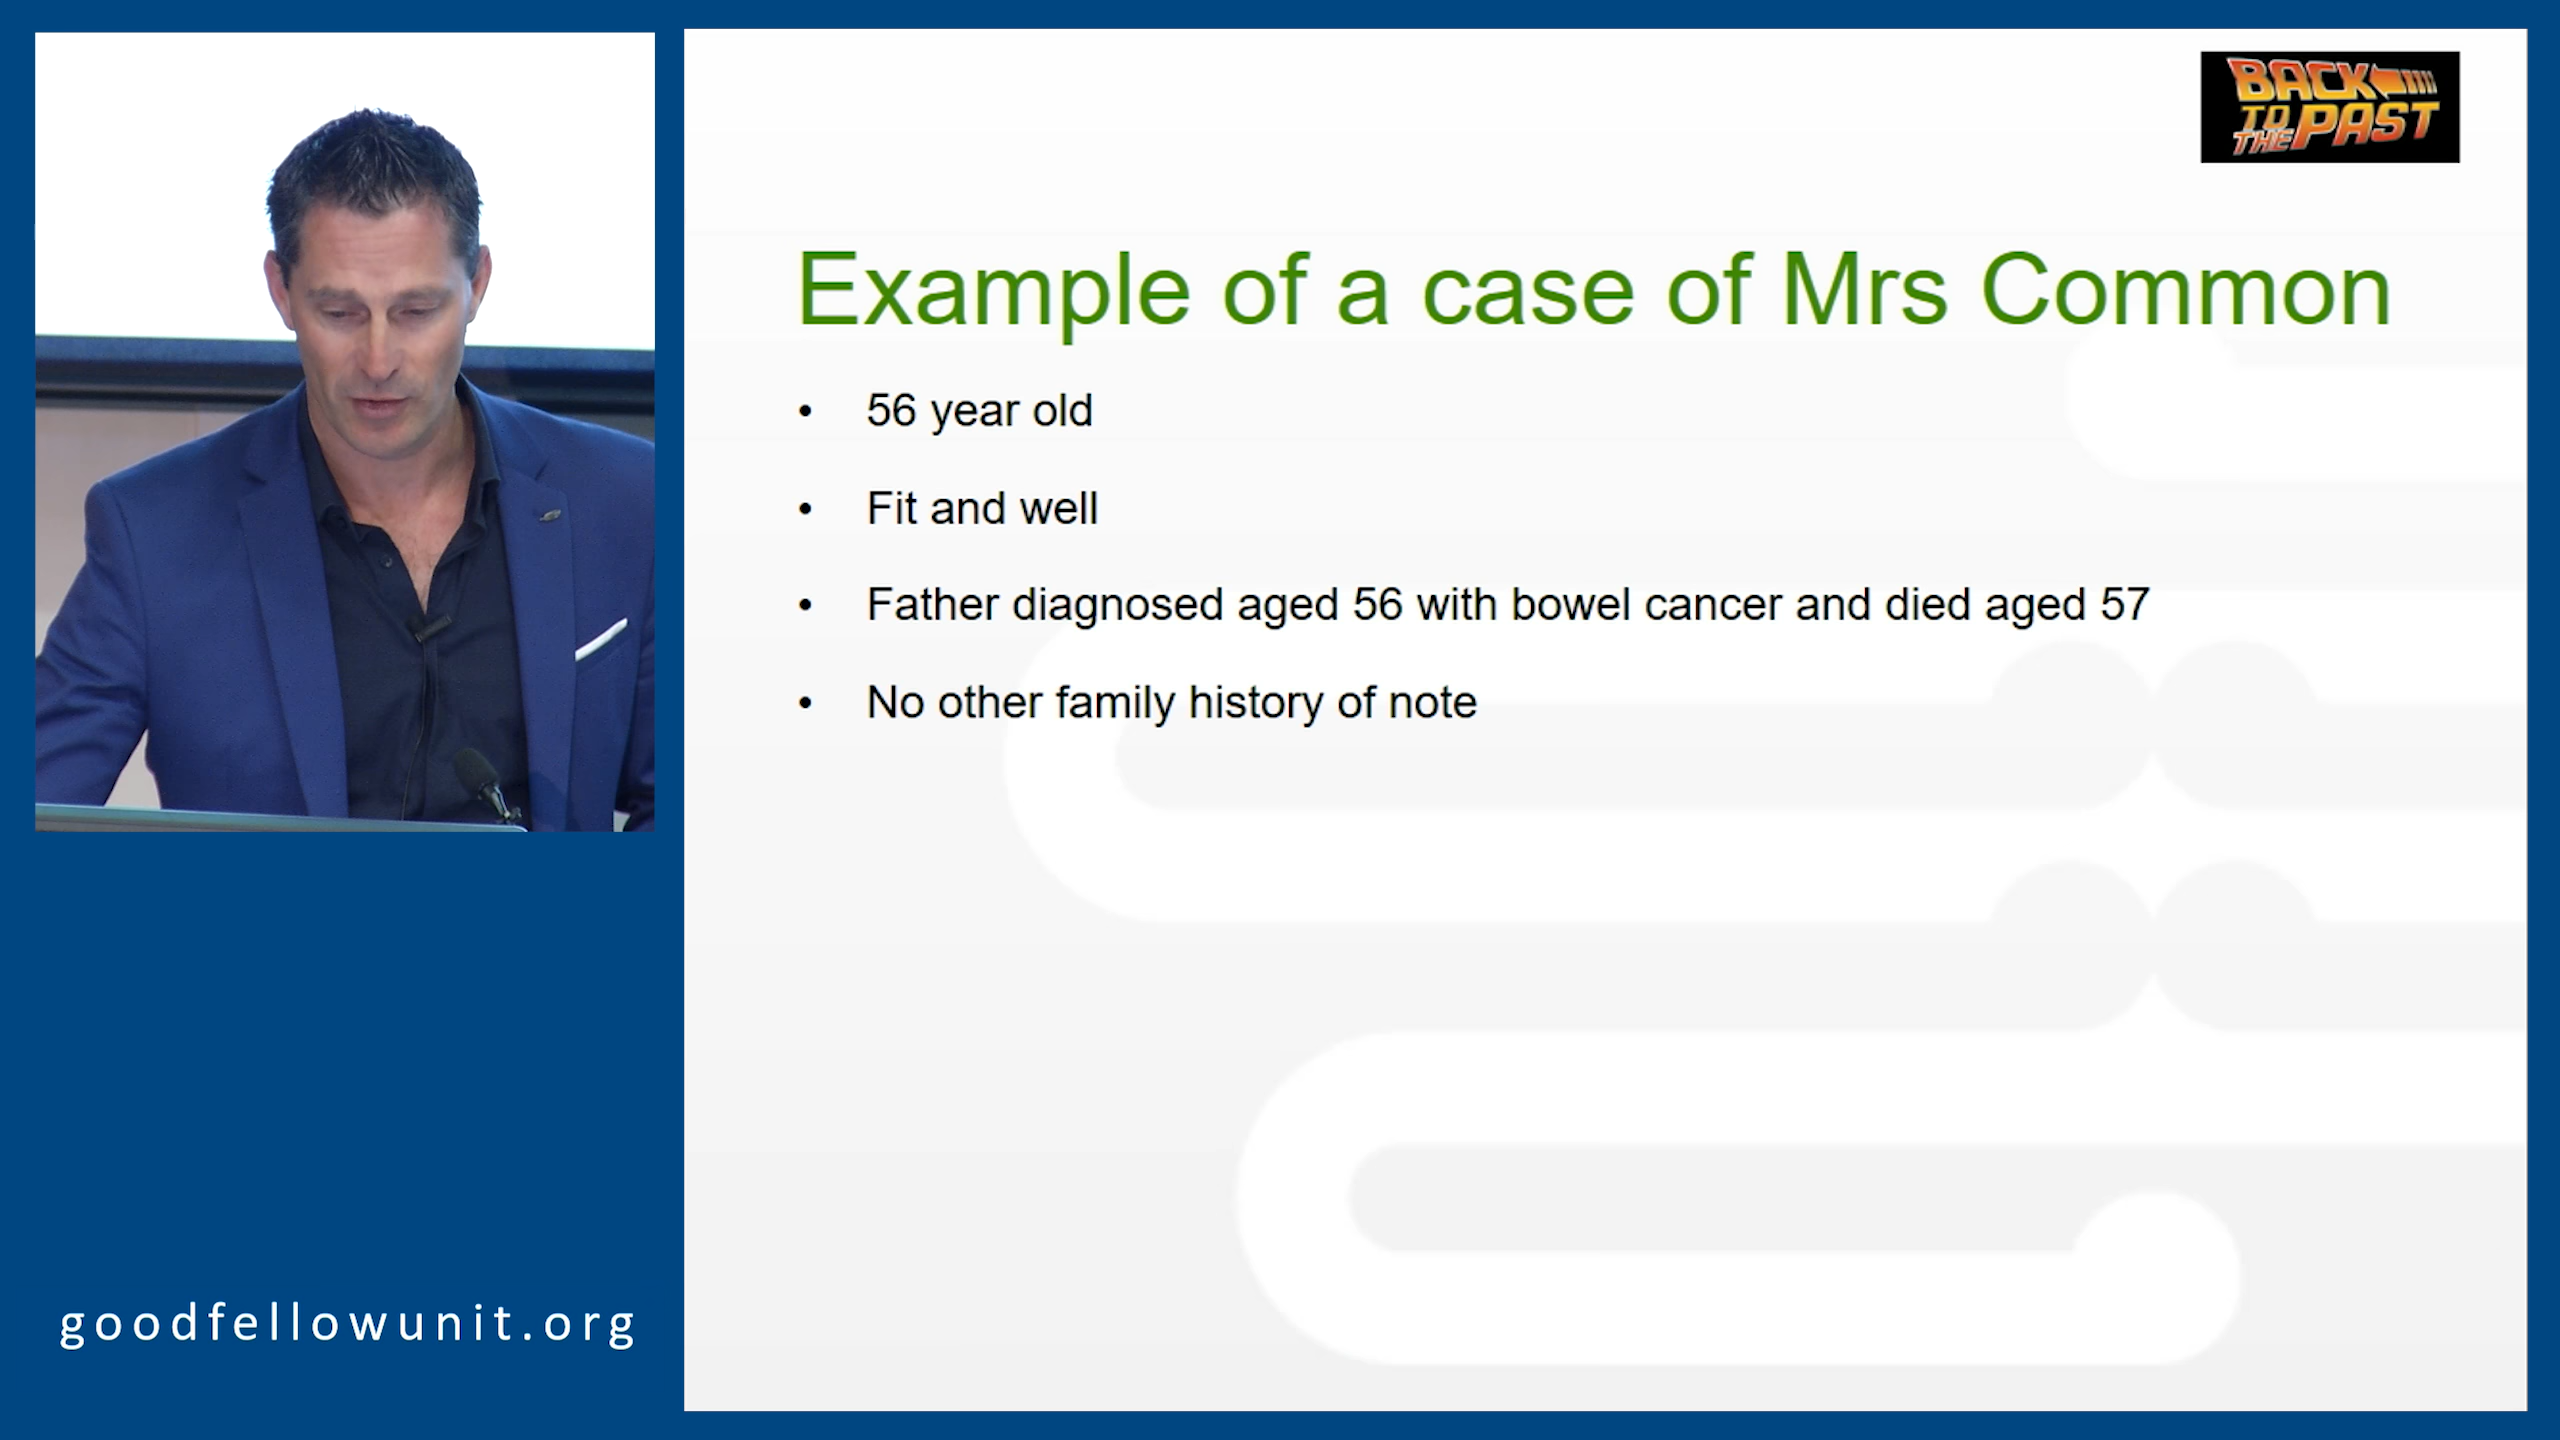 BACK
TO THE PAST
Example of a case of Mrs Common
• 56 year old
• Fit and well
• Father diagnosed aged 56 with bowel cancer and died aged 57
• No other family history of note
goodfellowunit.org